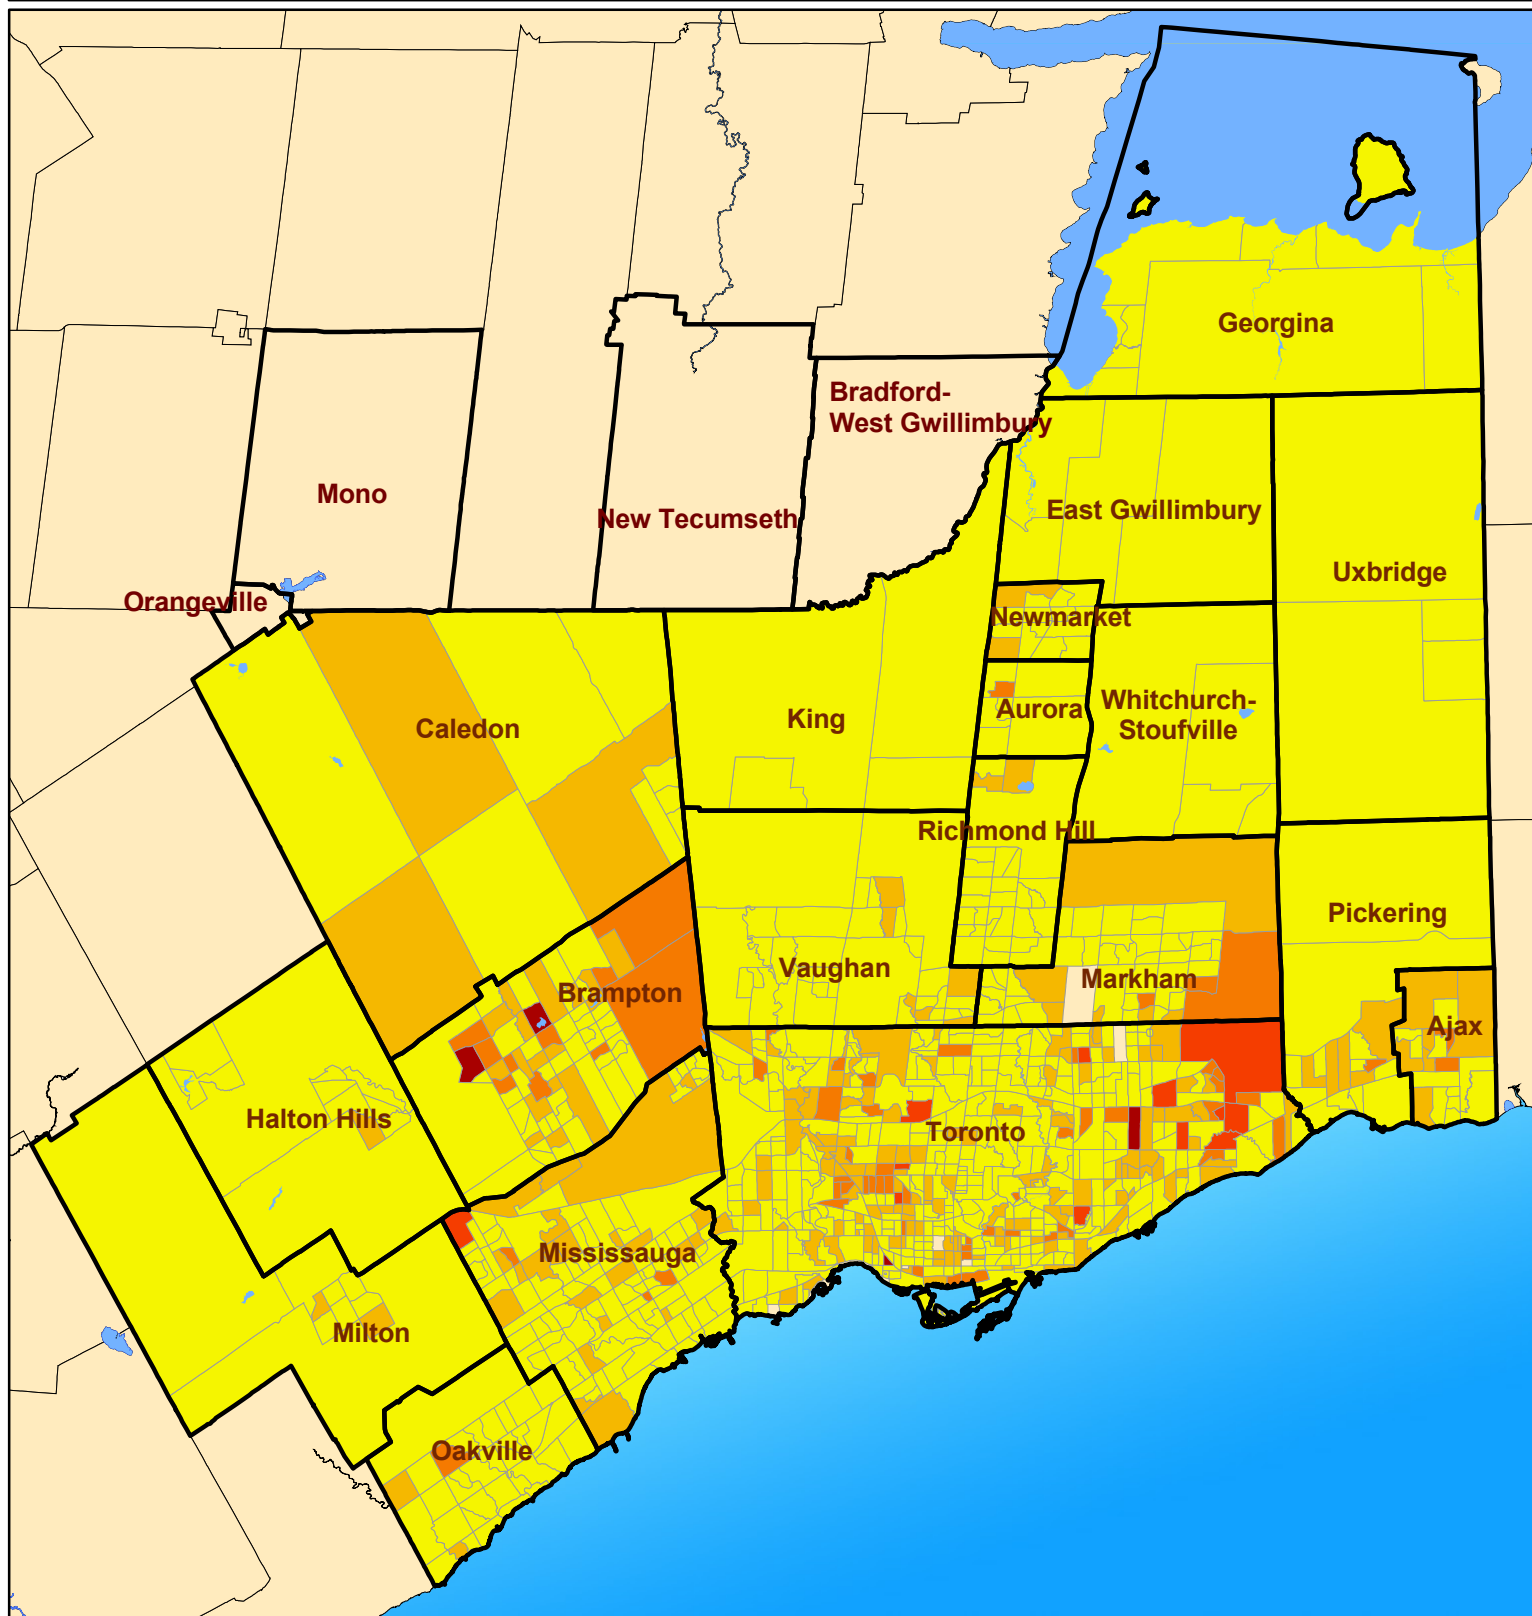 Georgina
Bradford-
West Gwillimbury
Mono
New Tecumseth
East Gwillimbury
Uxbridge
Orangeville
Newmarket
Caledon
King
Aurora
Whitchurch-
Stoufville
Richmond Hill
Pickering
Vaughan
Markham
Brampton
Ajax
Halton Hills
Toronto
Mississauga
Milton
Oakville